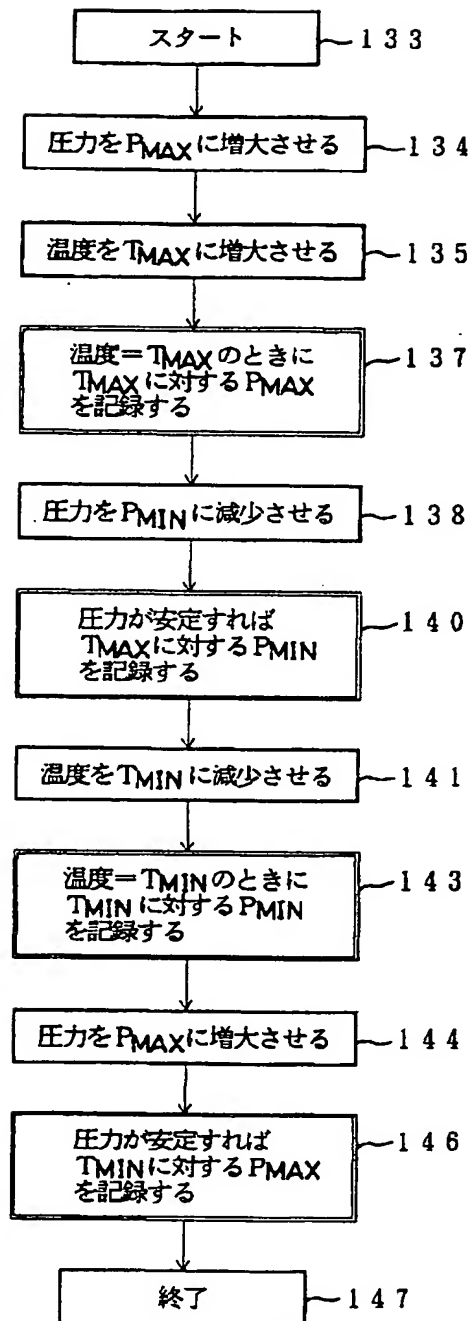 スタート 133
圧力をPMAXに増大させる 134
温度をTMAXに増大させる 135
温度＝TMAXのときに 137
TMAXに対するPMAX
を記録する
圧力をPMINに減少させる 138
圧力が安定すれば 140
TMAXに対するPMIN
を記録する
温度をTMINに減少させる 141
温度＝TMINのときに 143
TMINに対するPMIN
を記録する
圧力をPMAXに増大させる 144
圧力が安定すれば 146
TMINに対するPMAX
を記録する
終了 147